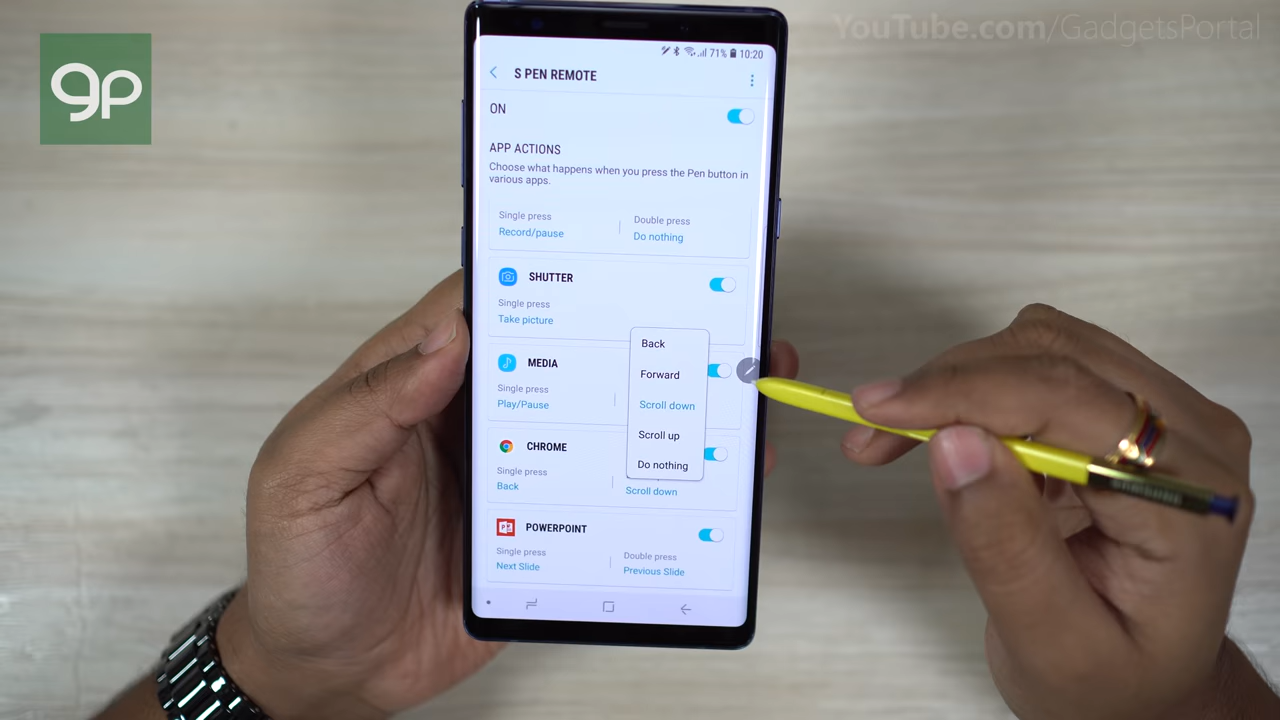 YouTube.com/GadgetsPortal
gp
71% 10:20
S PEN REMOTE
ON
APP ACTIONS
Choose what happens when you press the Pen button in
various apps.
Single press
Record/pause
Double press
Do nothing
SHUTTER
Single press
Take picture
MEDIA
Single press
Play/Pause
Back
Forward
Scroll down
Scroll up
Do nothing
CHROME
Single press
Back
Scroll down
POWERPOINT
Single press
Next Slide
Double press
Previous Slide
SAMSUNG